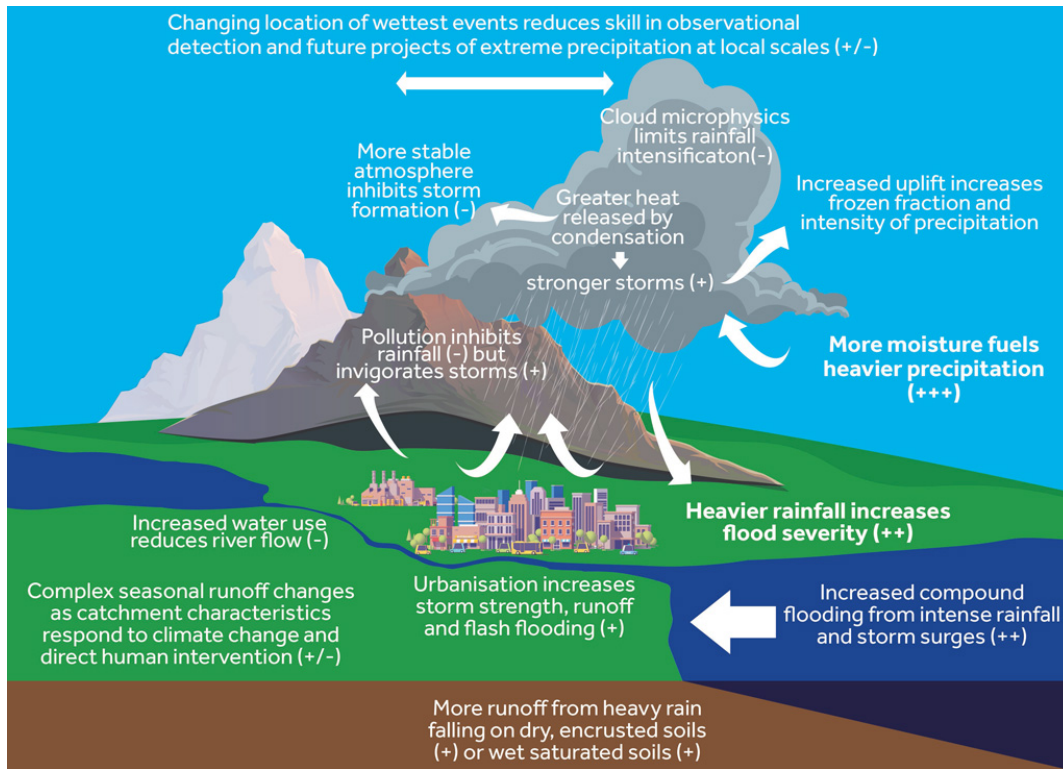 Changing location of wettest events reduces skill in observational
detection and future projects of extreme precipitation at local scales (+/-)
Cloud microphysics
limits rainfall
intensificaton(-)
More stable
atmosphere
inhibits storm
formation (-)
Greater heat
released by
condensation
stronger storms (+)
Increased uplift increases
frozen fraction and
intensity of precipitation
Pollution inhibits
rainfall (-) but
invigorates storms (+)
More moisture fuels
heavier precipitation
(+++)
Increased water use
reduces river flow (-)
Heavier rainfall increases
flood severity (++)
Complex seasonal runoff changes
as catchment characteristics
respond to climate change and
direct human intervention (+/-)
Urbanisation increases
storm strength, runoff
and flash flooding (+)
Increased compound
flooding from intense rainfall
and storm surges (++)
More runoff from heavy rain
falling on dry, encrusted soils
(+) or wet saturated soils (+)